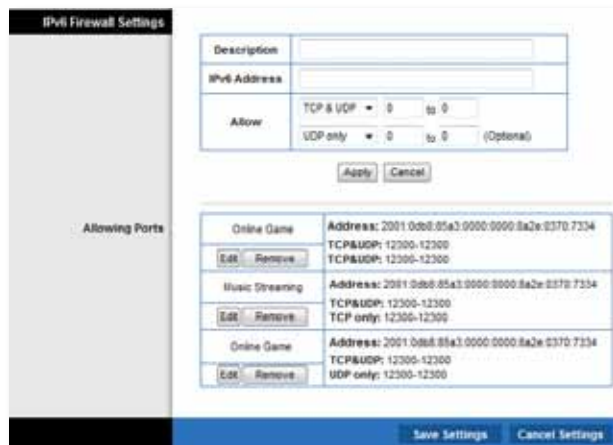 IPv6 Firewall Settings
Description
IPv6 Address
Allow
TCP & UDP 0 to 0
UDP only 0 to 0 (Optional)
Apply Cancel
Allowing Ports
Online Game
Address: 2001:0db8:85a3:0000:0000:8a2e:0370:7334
TCP&UDP: 12300-12300
Edit Remove
TCP&UDP: 12300-12300
Music Streaming
Address: 2001:0db8:85a3:0000:0000:8a2e:0370:7334
TCP&UDP: 12300-12300
Edit Remove
TCP only: 12300-12300
Online Game
Address: 2001:0db8:85a3:0000:0000:8a2e:0370:7334
TCP&UDP: 12300-12300
Edit Remove
UDP only: 12300-12300
Save Settings Cancel Settings